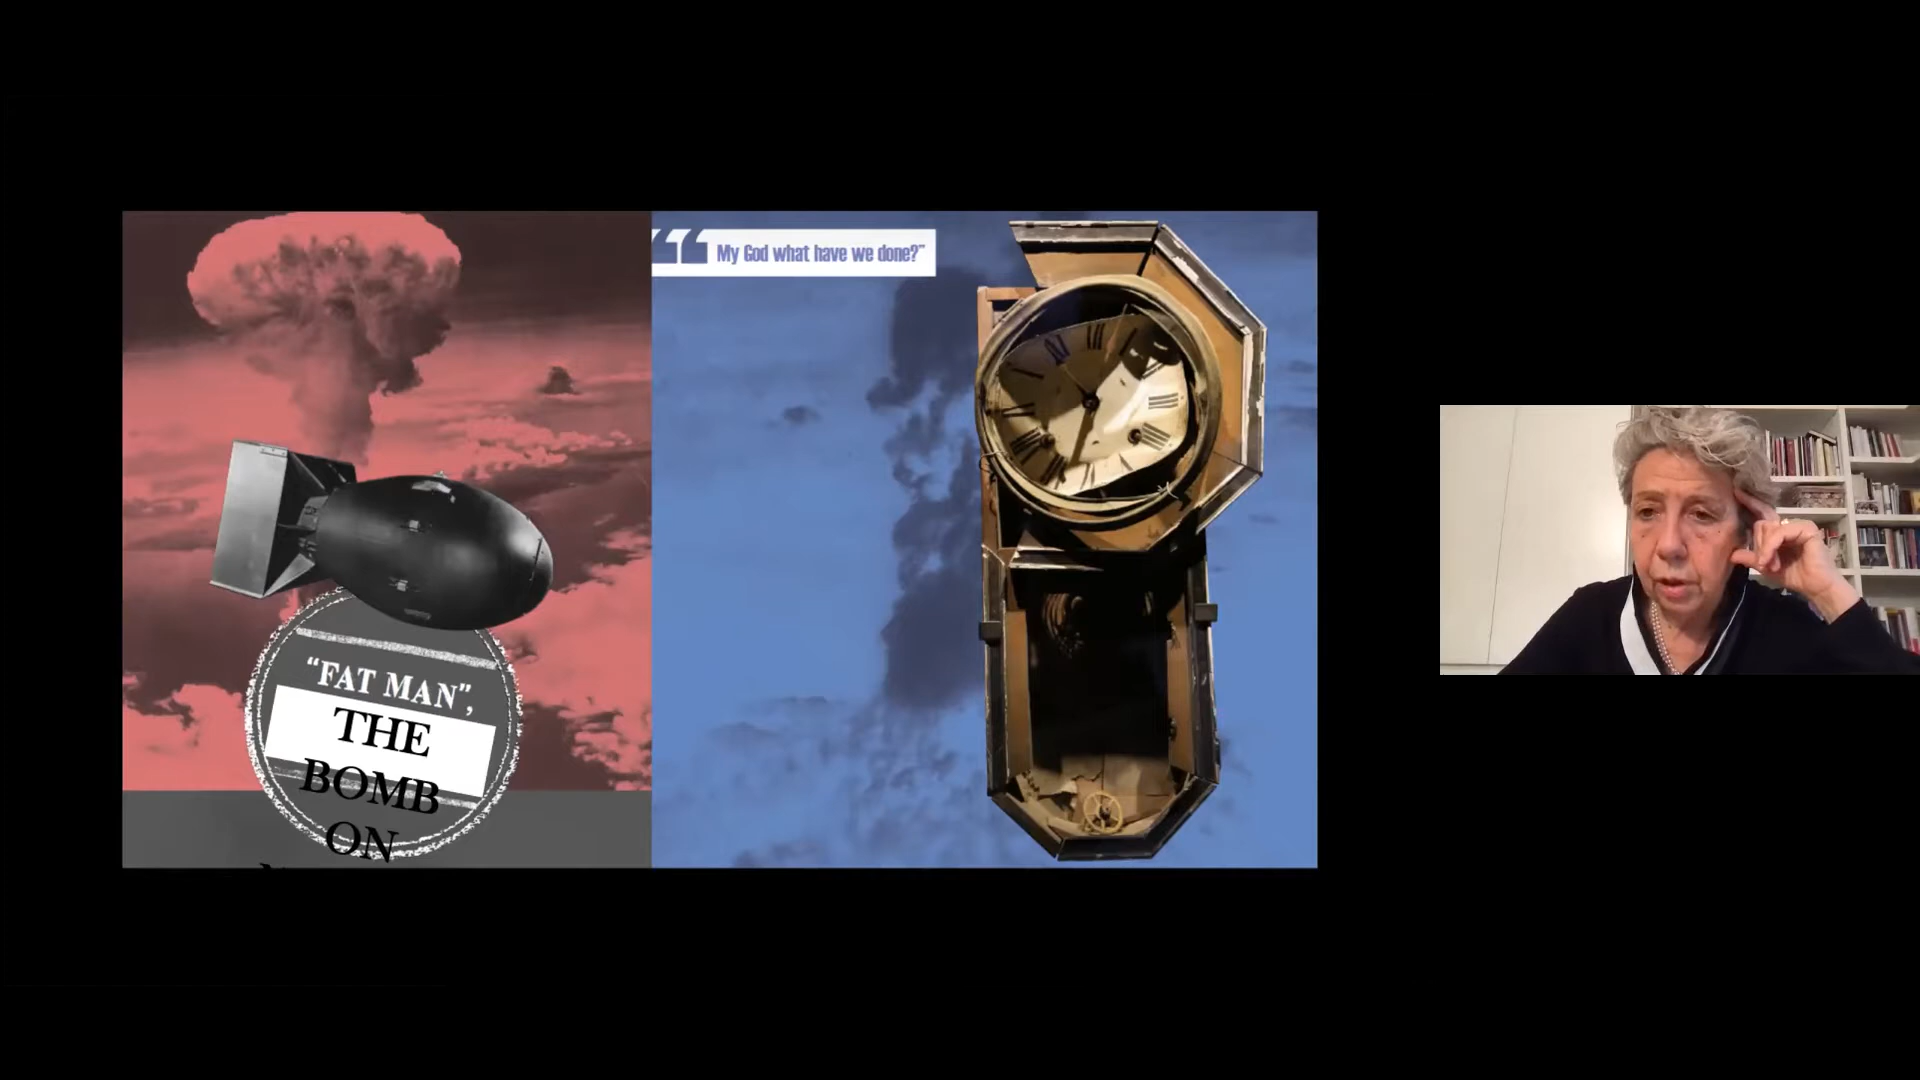 “FAT MAN”,
THE
BOMB
ON
My God what have we done?”